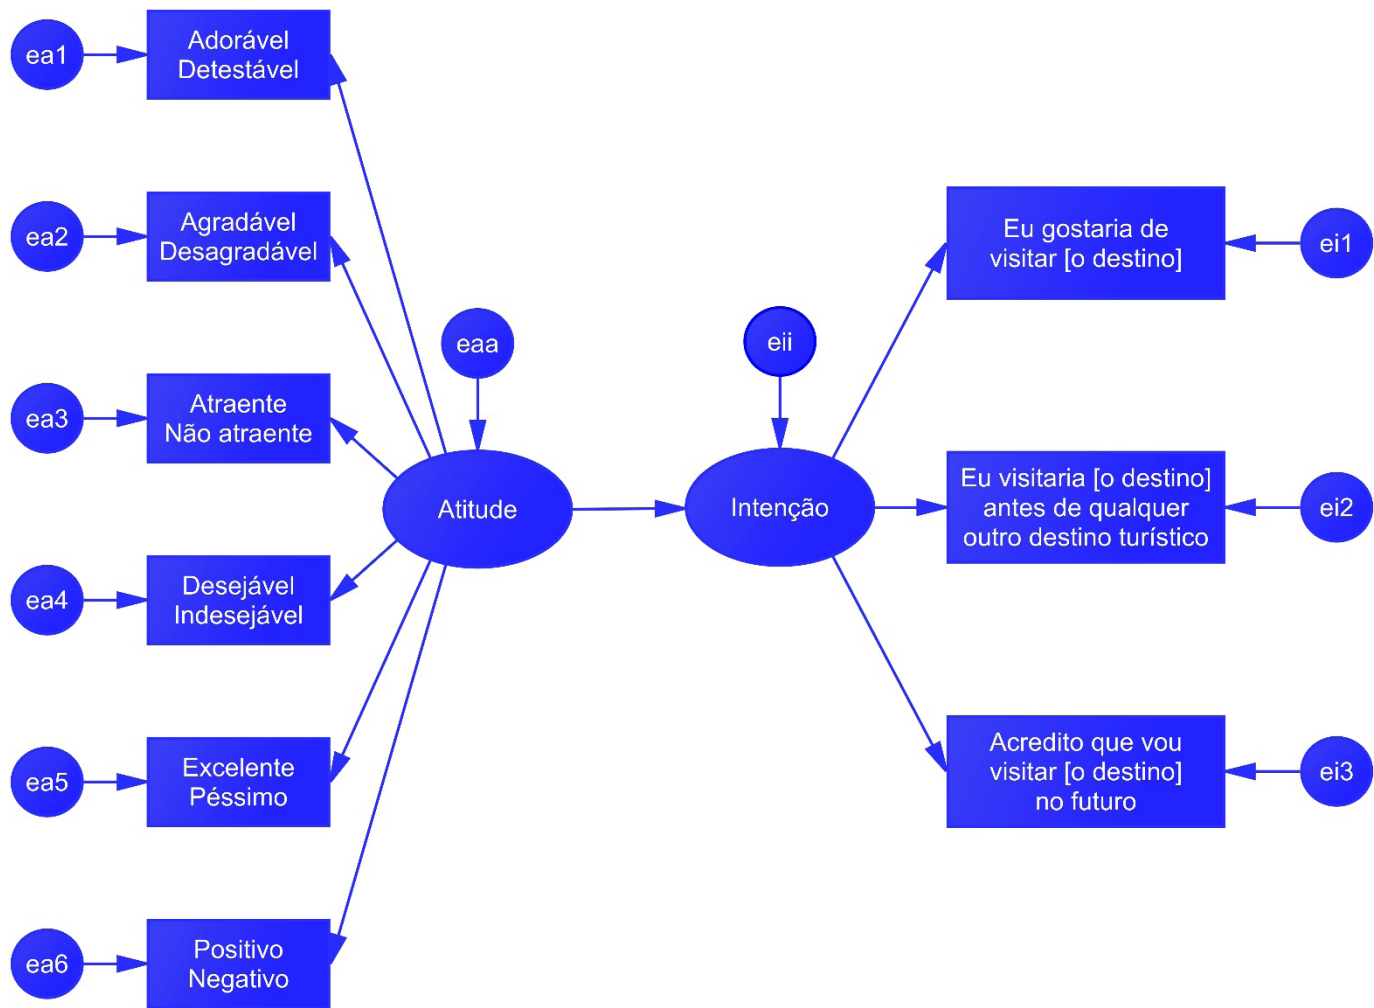 ea1
Adorável
Detestável
ea2
Agradável
Desagradável
ea3
Atraente
Não atraente
ea4
Desejável
Indesejável
ea5
Excelente
Péssimo
ea6
Positivo
Negativo
eaa
Atitude
eii
Intenção
Eu gostaria de
visitar [o destino]
ei1
Eu visitaria [o destino]
antes de qualquer
outro destino turístico
ei2
Acredito que vou
visitar [o destino]
no futuro
ei3